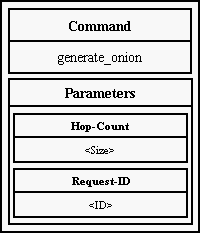 Command
generate_onion
Parameters
Hop-Count
<Size>
Request-ID
<ID>